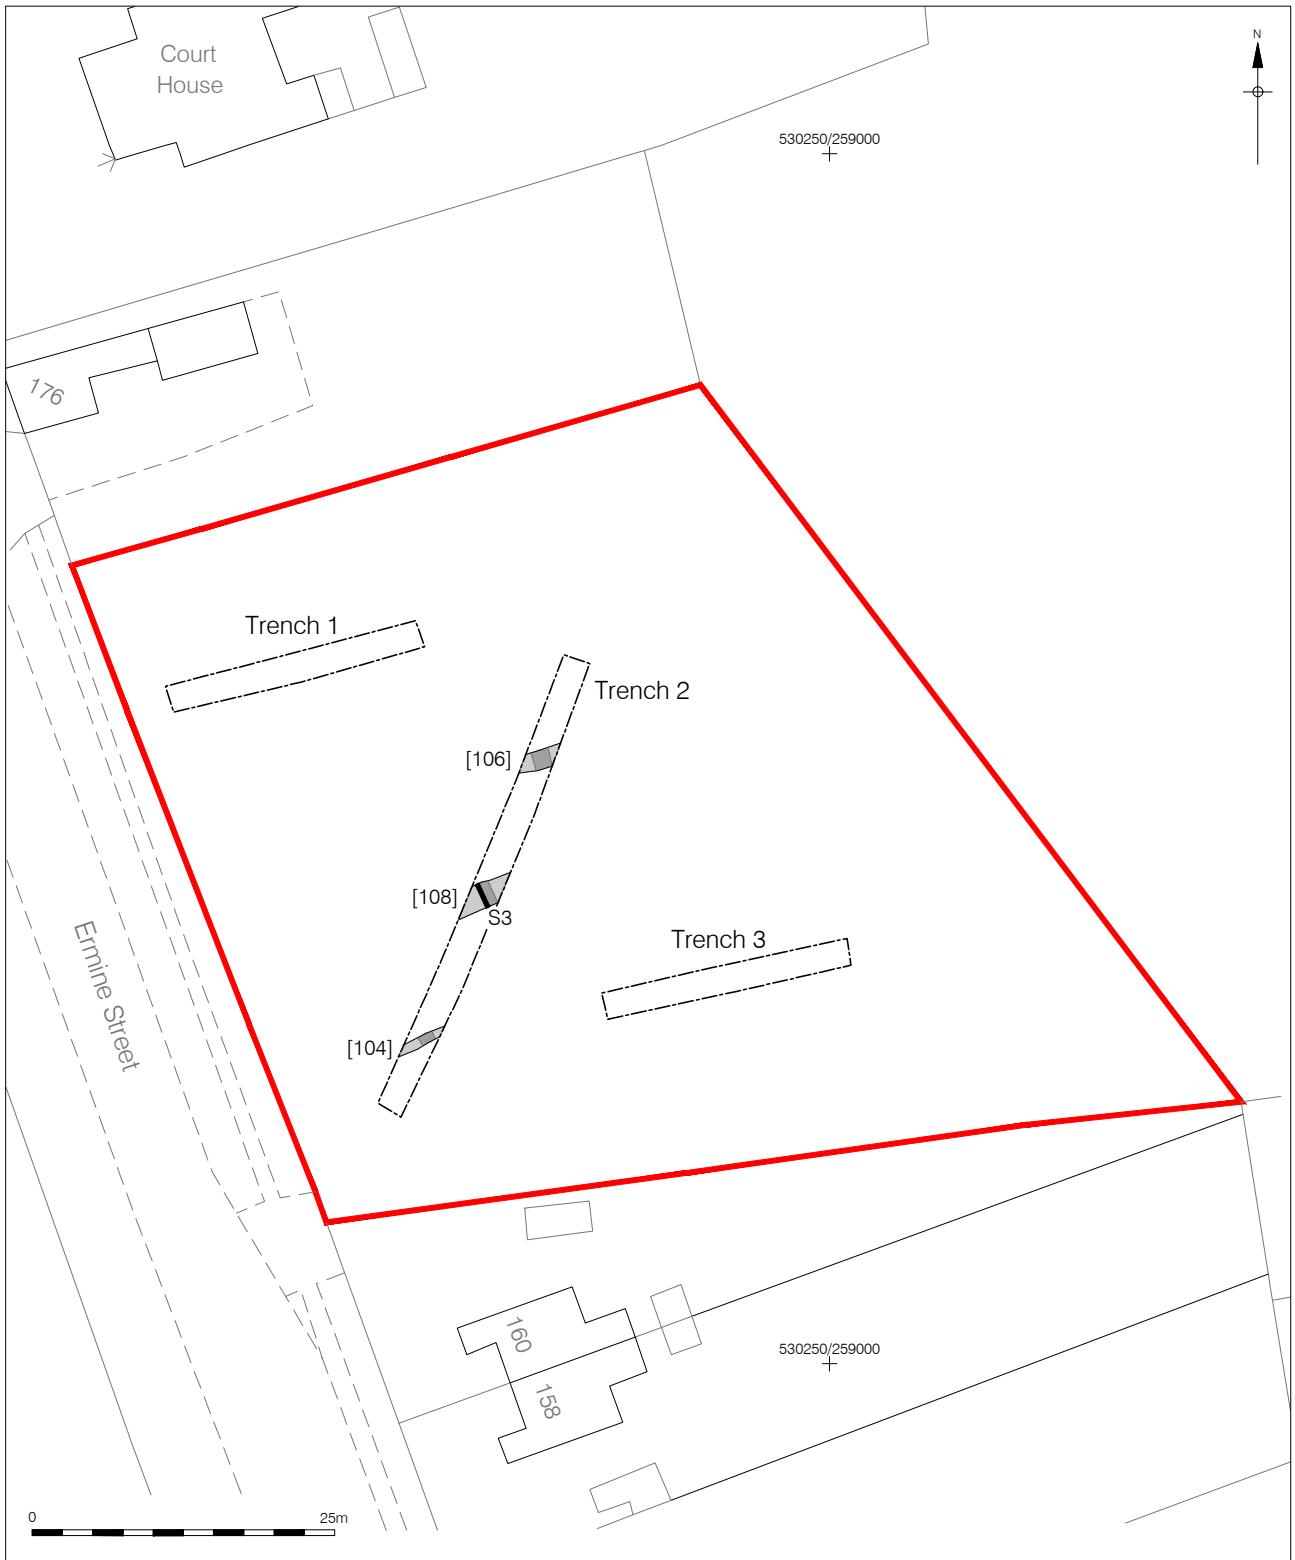 Court
House
N
530250/259000
176
Trench 1
Trench 2
[106]
[108]
S3
Trench 3
Ermine Street
[104]
160
530250/259000
158
0
25m